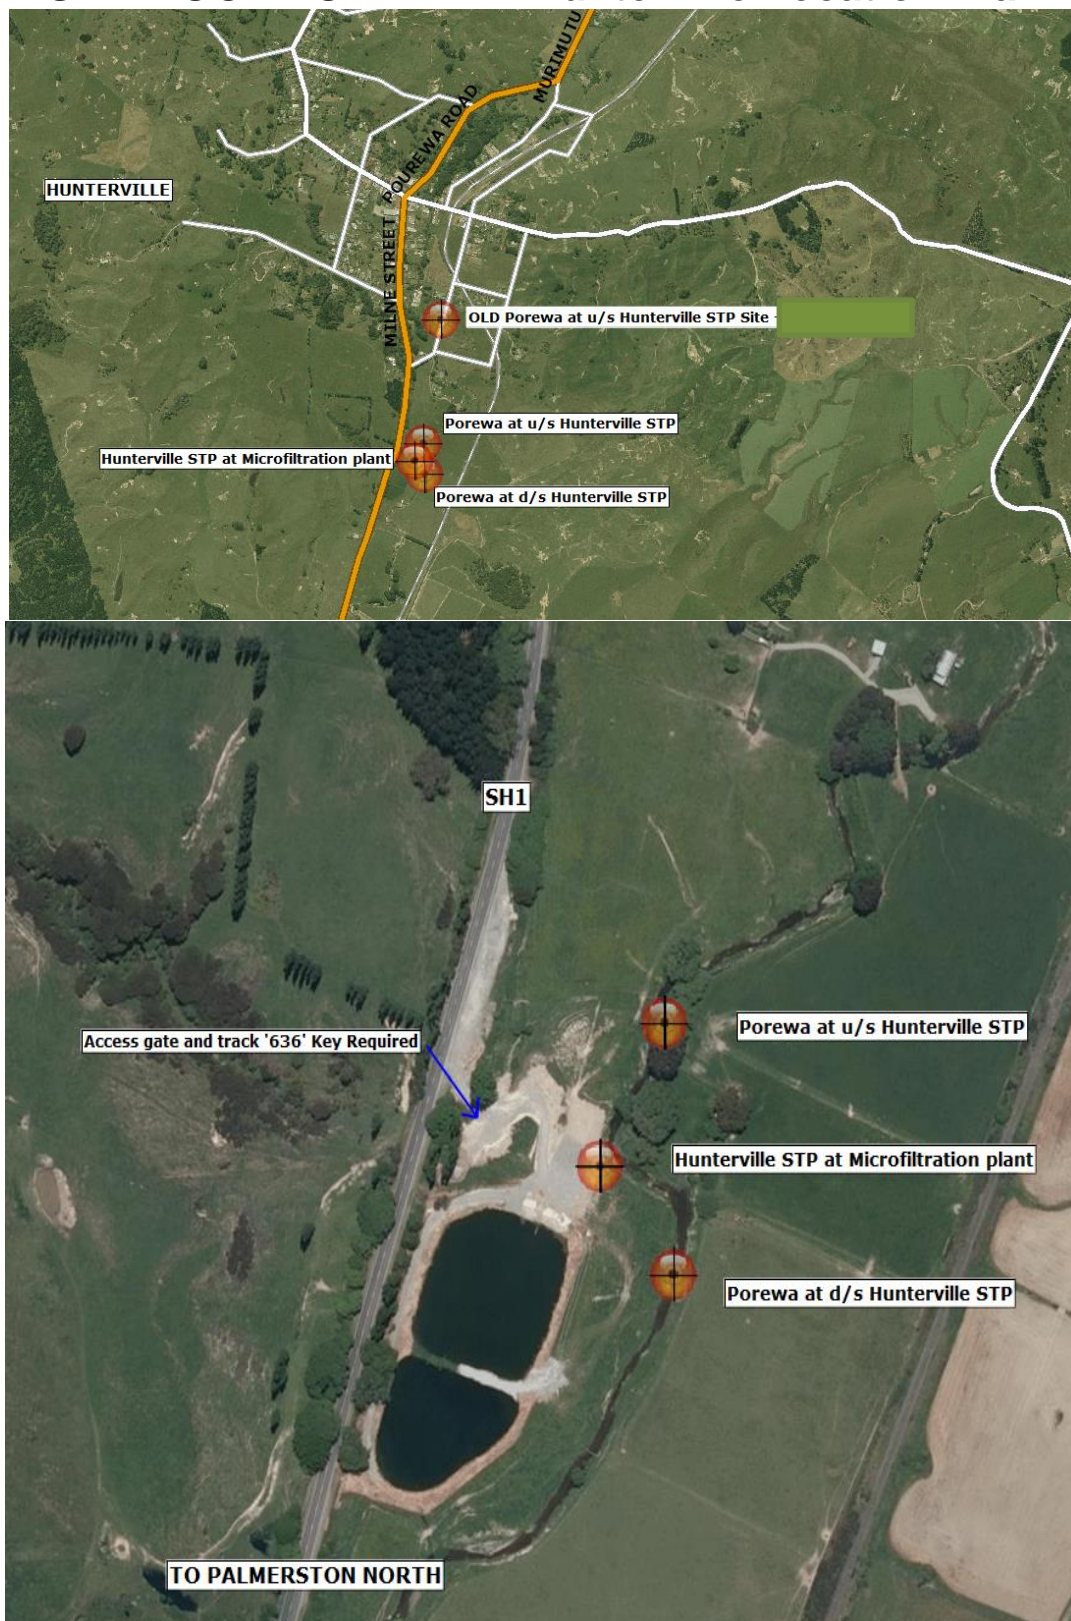 MURIMUTU
POUREWA ROAD
HUNTERVILLE
MILNE STREET
OLD Porewa at u/s Hunterville STP Site -
Porewa at u/s Hunterville STP
Hunterville STP at Microfiltration plant
Porewa at d/s Hunterville STP
SH1
Porewa at u/s Hunterville STP
Access gate and track '636' Key Required
Hunterville STP at Microfiltration plant
Porewa at d/s Hunterville STP
TO PALMERSTON NORTH